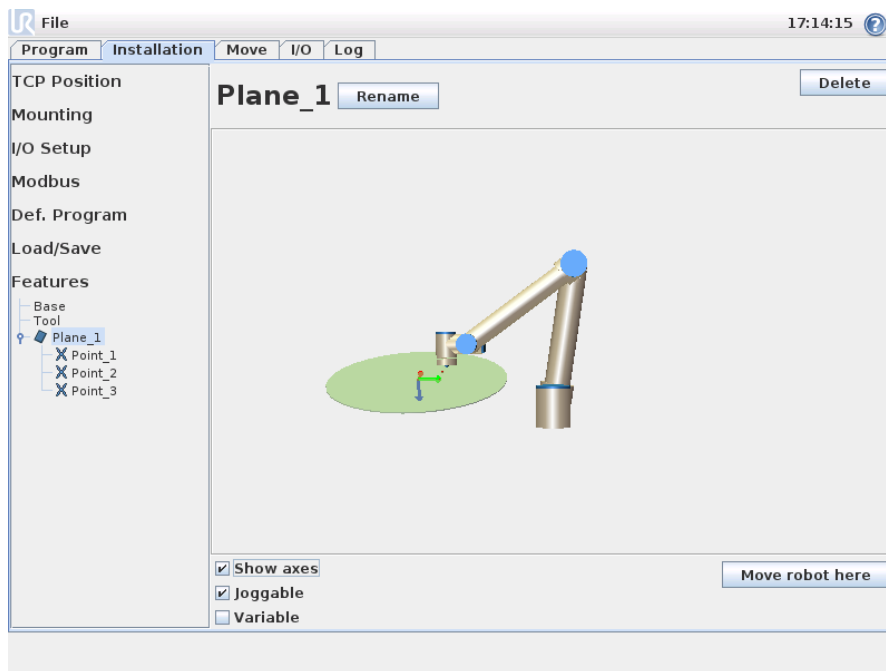 UR File 17:14:15 ?
Program Installation Move I/O Log
TCP Position
Mounting
I/O Setup
Modbus
Def. Program
Load/Save
Features
Base
Tool
Plane_1
Point_1
Point_2
Point_3
Plane_1 Rename
Delete
Show axes
Joggable
Variable
Move robot here